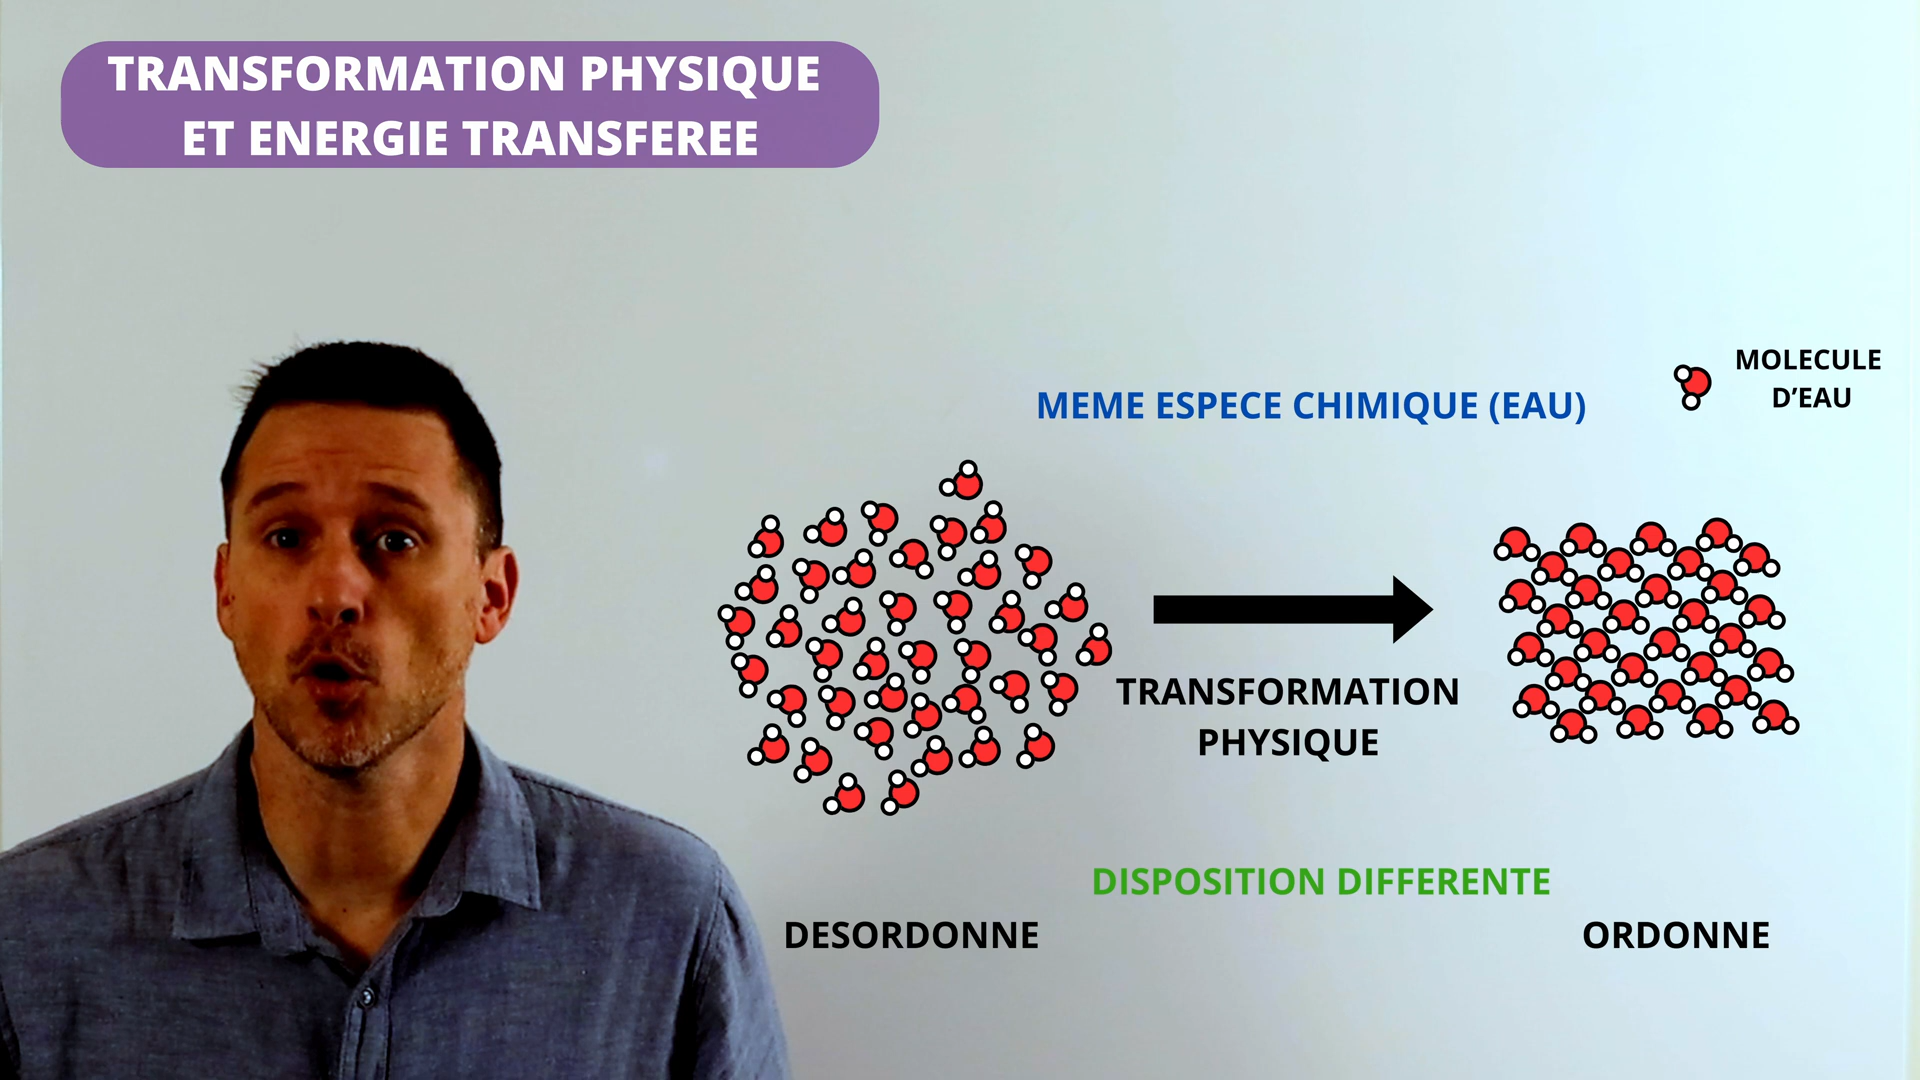 TRANSFORMATION PHYSIQUE
ET ENERGIE TRANSFEREE
MOLECULE
D'EAU
MEME ESPECE CHIMIQUE (EAU)
TRANSFORMATION
PHYSIQUE
DISPOSITION DIFFERENTE
DESORDONNE
ORDONNE